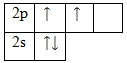 2p ↑ ↑
2s ↑↓